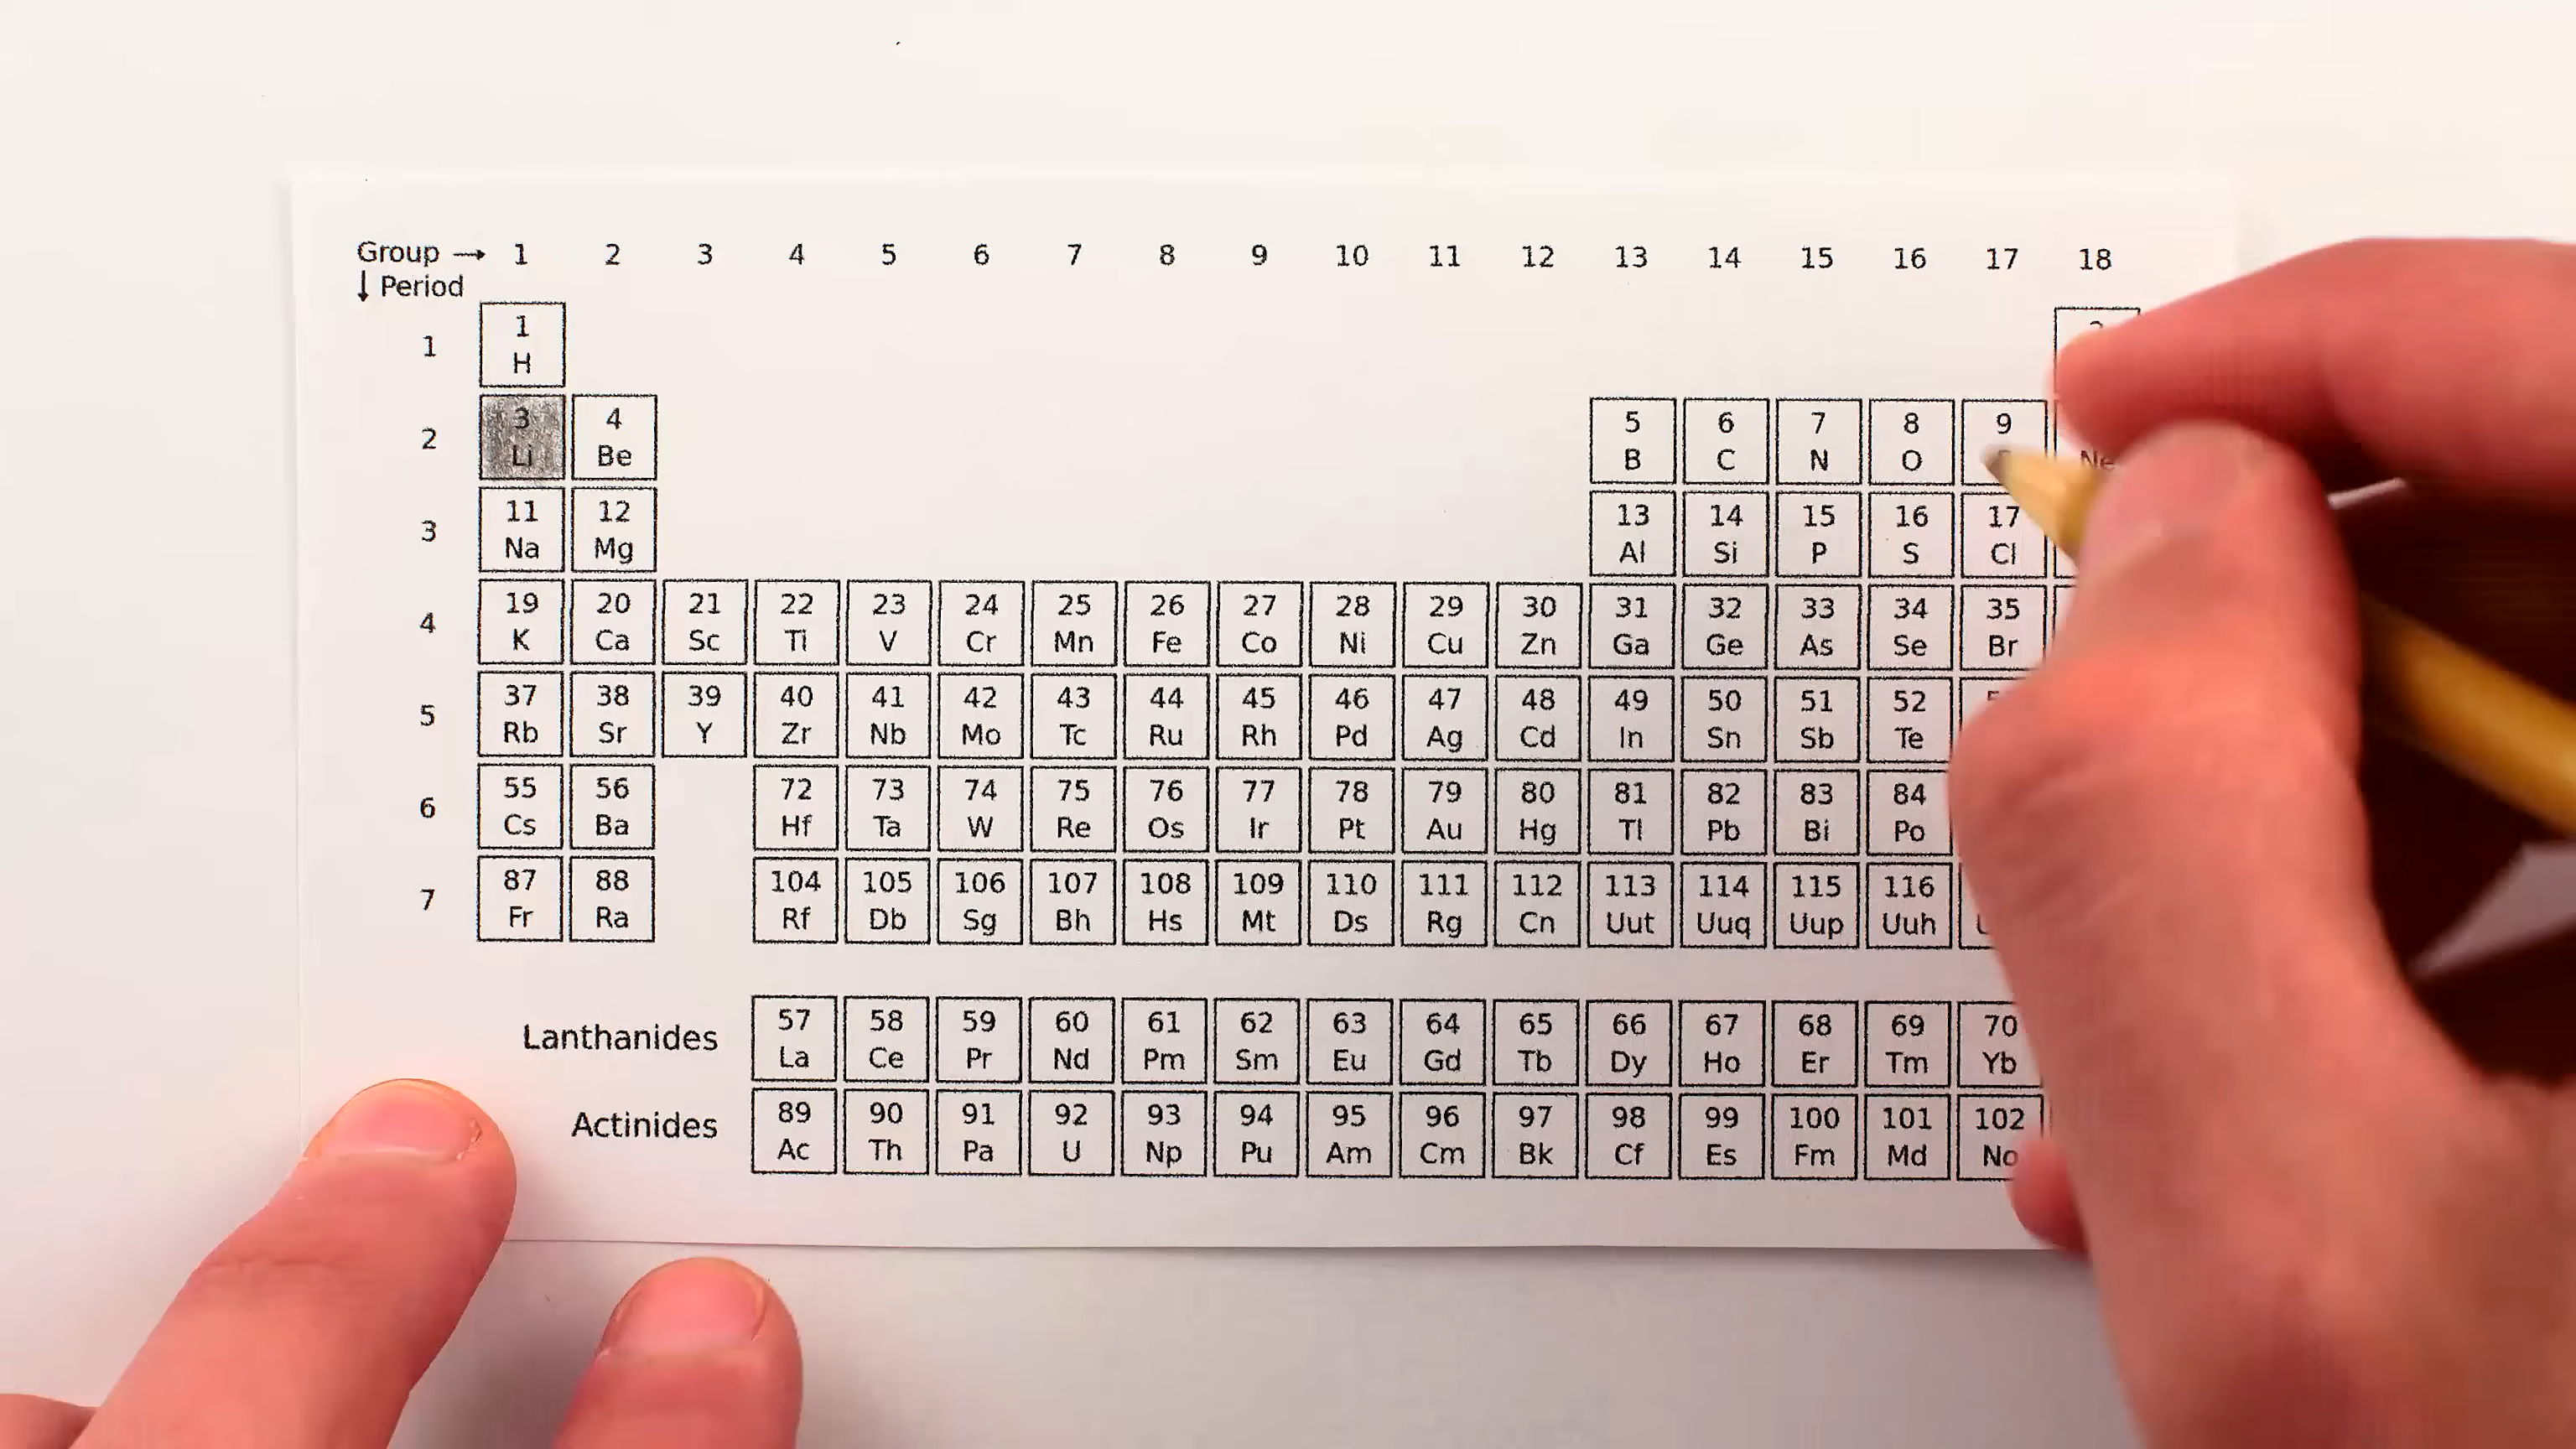 Group → 1 2 3 4 5 6 7 8 9 10 11 12 13 14 15 16 17 18
↓ Period
1 1 H
2 3 Li 4 Be 5 B 6 C 7 N 8 O 9 Ne
3 11 Na 12 Mg 13 Al 14 Si 15 P 16 S 17 Cl
4 19 K 20 Ca 21 Sc 22 Ti 23 V 24 Cr 25 Mn 26 Fe 27 Co 28 Ni 29 Cu 30 Zn 31 Ga 32 Ge 33 As 34 Se 35 Br
5 37 Rb 38 Sr 39 Y 40 Zr 41 Nb 42 Mo 43 Tc 44 Ru 45 Rh 46 Pd 47 Ag 48 Cd 49 In 50 Sn 51 Sb 52 Te
6 55 Cs 56 Ba 72 Hf 73 Ta 74 W 75 Re 76 Os 77 Ir 78 Pt 79 Au 80 Hg 81 Tl 82 Pb 83 Bi 84 Po
7 87 Fr 88 Ra 104 Rf 105 Db 106 Sg 107 Bh 108 Hs 109 Mt 110 Ds 111 Rg 112 Cn 113 Uut 114 Uuq 115 Uup 116 Uuh
Lanthanides 57 La 58 Ce 59 Pr 60 Nd 61 Pm 62 Sm 63 Eu 64 Gd 65 Tb 66 Dy 67 Ho 68 Er 69 Tm 70 Yb
Actinides 89 Ac 90 Th 91 Pa 92 U 93 Np 94 Pu 95 Am 96 Cm 97 Bk 98 Cf 99 Es 100 Fm 101 Md 102 No